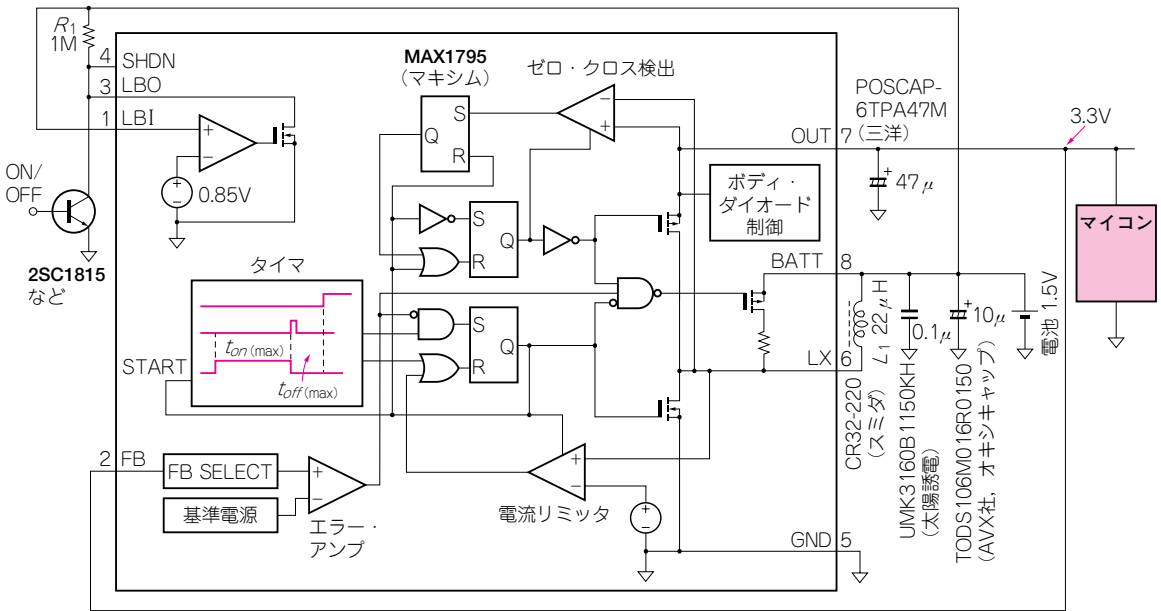 R1
1M
4
SHDN
3
LBO
1
LBI
ON/
OFF
2SC1815
など
+
−
0.85V
+
−
MAX1795
(マキシム)
S
Q
R
ゼロ・クロス検出
−
+
OUT 7
POSCAP-
6TPA47M
(三洋)
3.3V
+
47μ
ボディ・
ダイオード
制御
マイコン
S
Q
R
タイマ
ton(max)
toff(max)
START
S
Q
R
BATT 8
L1 22μH
0.1μ
+
10μ
電池 1.5V
LX 6
CR32-220
(スミダ)
UMK3160B1150KH
(太陽誘電)
TODS106M016R0150
(AVX社,オキシキャップ)
2
FB
FB SELECT
基準電源
+
−
エラー・
アンプ
+
−
電流リミッタ
+
−
GND 5